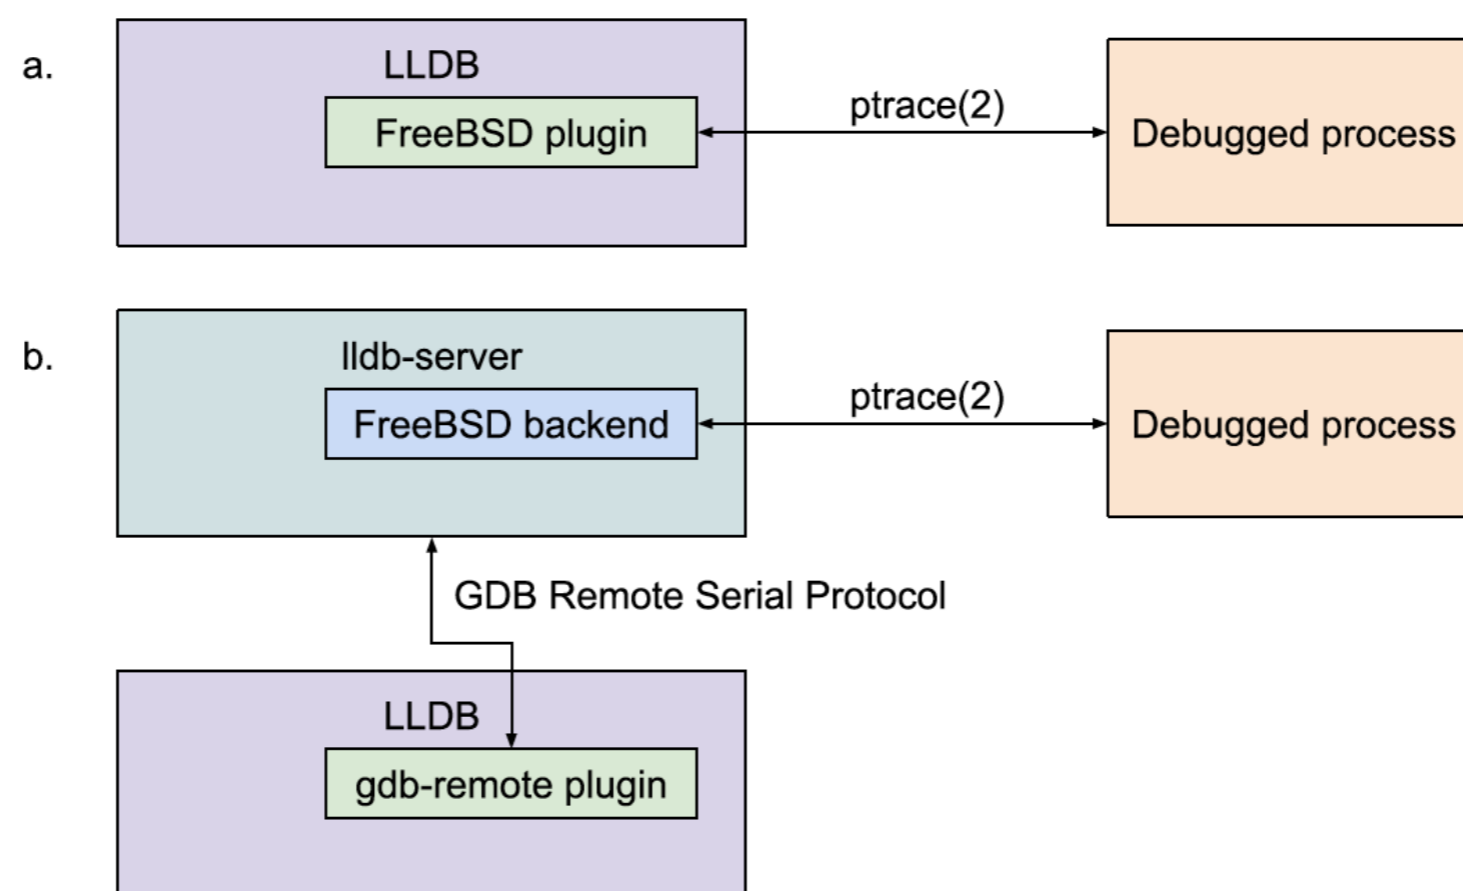 a.
LLDB
FreeBSD plugin
ptrace(2)
Debugged process
b.
lldb-server
FreeBSD backend
ptrace(2)
Debugged process
GDB Remote Serial Protocol
LLDB
gdb-remote plugin